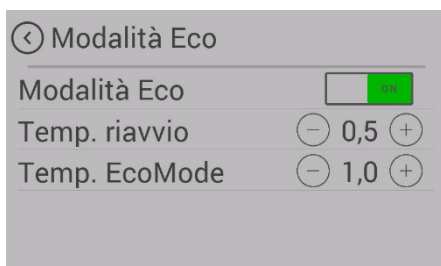 Modalità Eco
Modalità Eco ON
Temp. riavvio - 0,5 +
Temp. EcoMode - 1,0 +